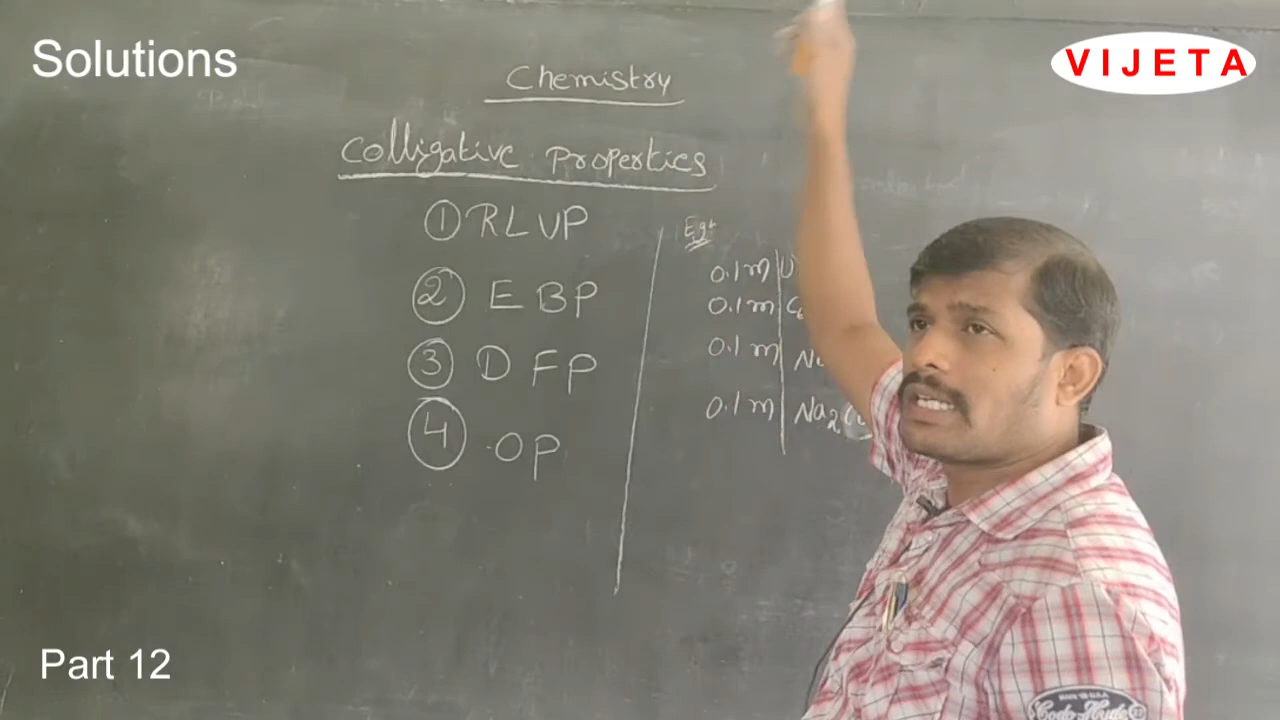 Solutions
VIJETA
Chemistry
Colligative Properties
① RLVP
② EBP
③ DFP
④ OP
Eg:
0.1m
0.1m
0.1m
0.1m Na₂
Part 12